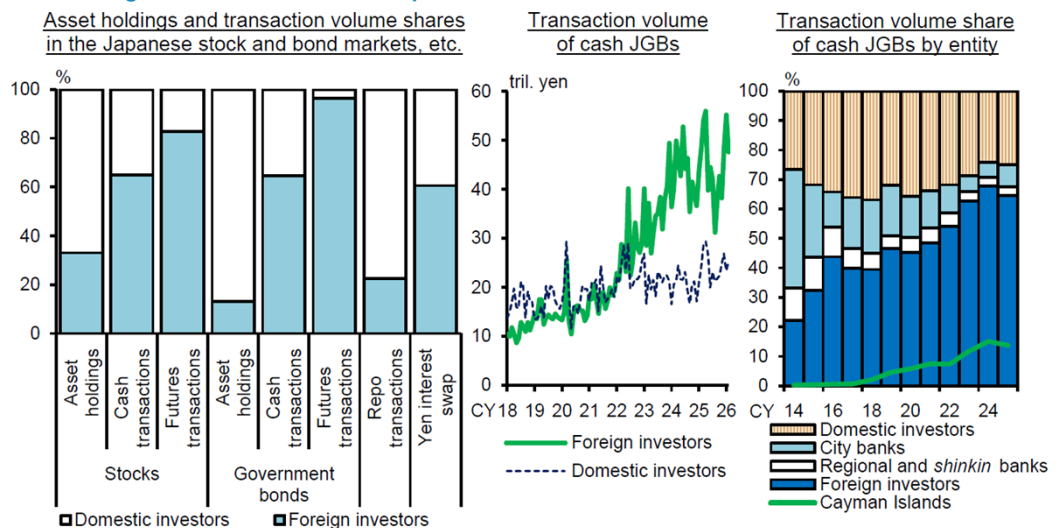 Asset holdings and transaction volume shares
in the Japanese stock and bond markets, etc.
%
100
80
60
40
20
0
Asset
holdings
Cash
transactions
Futures
transactions
Asset
holdings
Cash
transactions
Futures
transactions
Repo
transactions
Yen interest
swap
Stocks
Government
bonds
Domestic investors
Foreign investors
Transaction volume
of cash JGBs
tril. yen
60
50
40
30
20
10
0
CY 18 19 20 21 22 23 24 25 26
Foreign investors
Domestic investors
Transaction volume share
of cash JGBs by entity
%
100
90
80
70
60
50
40
30
20
10
0
CY 14 16 18 20 22 24
Domestic investors
City banks
Regional and shinkin banks
Foreign investors
Cayman Islands